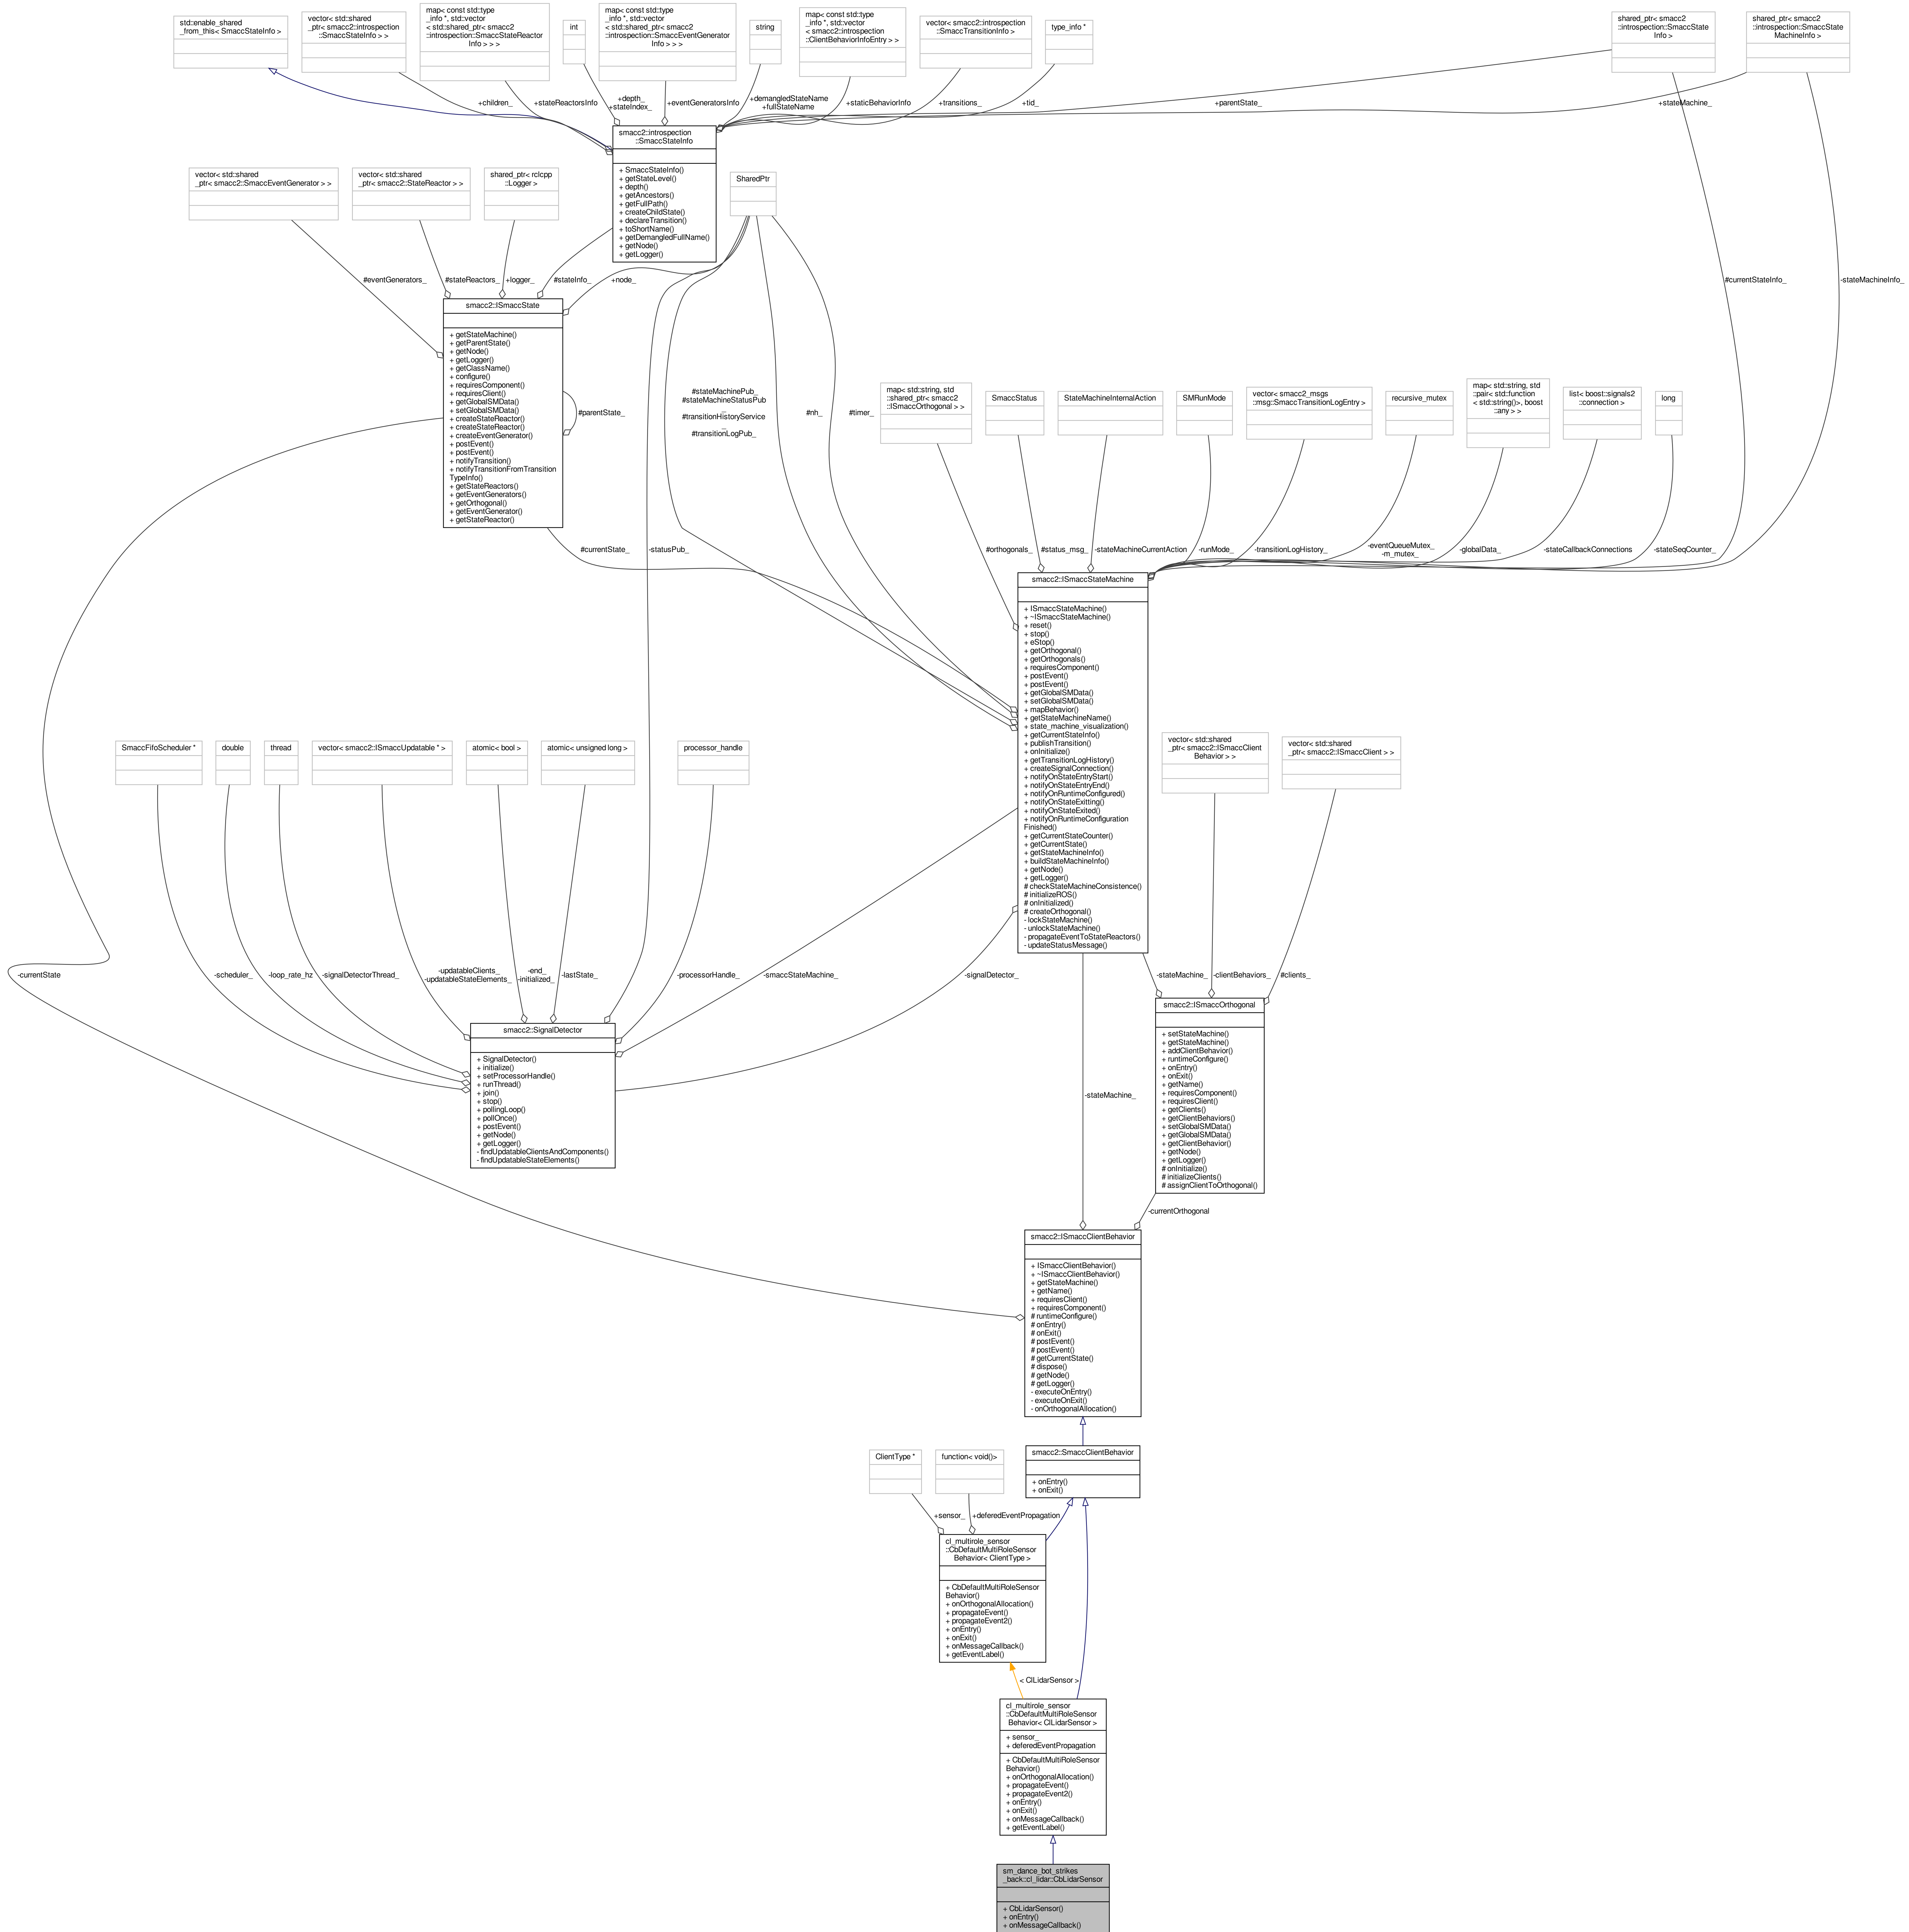 std::enable_shared
_from_this< SmaccStateInfo >
vector< std::shared
_ptr< smacc2::introspection
::SmaccStateInfo > >
map< const std::type
_info *, std::vector
< std::shared_ptr< smacc2
::introspection::SmaccStateReactor
Info > > >
int
map< const std::type
_info *, std::vector
< std::shared_ptr< smacc2
::introspection::SmaccEventGenerator
Info > > >
string
map< const std::type
_info *, std::vector
< smacc2::introspection
::ClientBehaviorInfoEntry > >
vector< smacc2::introspection
::SmaccTransitionInfo >
type_info *
shared_ptr< smacc2
::introspection::SmaccState
Info >
shared_ptr< smacc2
::introspection::SmaccState
MachineInfo >
+children_
+stateReactorsInfo
+depth_
+stateIndex_
+eventGeneratorsInfo
+demangledStateName
+fullStateName
+staticBehaviorInfo
+transitions_
+tid_
+parentState_
+stateMachine_
smacc2::introspection
::SmaccStateInfo
+ SmaccStateInfo()
+ getStateLevel()
+ depth()
+ getAncestors()
+ getFullPath()
+ createChildState()
+ declareTransition()
+ toShortName()
+ getDemangledFullName()
+ getNode()
+ getLogger()
vector< std::shared
_ptr< smacc2::SmaccEventGenerator > >
vector< std::shared
_ptr< smacc2::StateReactor > >
shared_ptr< rclcpp
::Logger >
SharedPtr
#eventGenerators_
#stateReactors_
+logger_
#stateInfo_
+node_
#currentStateInfo_
-stateMachineInfo_
smacc2::ISmaccState
+ getStateMachine()
+ getParentState()
+ getNode()
+ getLogger()
+ getClassName()
+ configure()
+ requiresComponent()
+ requiresClient()
+ getGlobalSMData()
+ setGlobalSMData()
+ createStateReactor()
+ createStateReactor()
+ createEventGenerator()
+ postEvent()
+ postEvent()
+ notifyTransition()
+ notifyTransitionFromTransition
TypeInfo()
+ getStateReactors()
+ getEventGenerators()
+ getOrthogonal()
+ getEventGenerator()
+ getStateReactor()
#parentState_
#stateMachinePub_
#stateMachineStatusPub
_
#transitionHistoryService
_
#transitionLogPub_
#nh_
#timer_
map< std::string, std
::shared_ptr< smacc2
::ISmaccOrthogonal > >
SmaccStatus
StateMachineInternalAction
SMRunMode
vector< smacc2_msgs
::msg::SmaccTransitionLogEntry >
recursive_mutex
map< std::string, std
::pair< std::function
< std::string()>, boost
::any > >
list< boost::signals2
::connection >
long
#currentState_
-statusPub_
#orthogonals_
#status_msg_
-stateMachineCurrentAction
-runMode_
-transitionLogHistory_
-eventQueueMutex_
-m_mutex_
-globalData_
-stateCallbackConnections
-stateSeqCounter_
smacc2::ISmaccStateMachine
+ ISmaccStateMachine()
+ ~ISmaccStateMachine()
+ reset()
+ stop()
+ eStop()
+ getOrthogonal()
+ getOrthogonals()
+ requiresComponent()
+ postEvent()
+ postEvent()
+ getGlobalSMData()
+ setGlobalSMData()
+ mapBehavior()
+ getStateMachineName()
+ state_machine_visualization()
+ getCurrentStateInfo()
+ publishTransition()
+ onInitialize()
+ getTransitionLogHistory()
+ createSignalConnection()
+ notifyOnStateEntryStart()
+ notifyOnStateEntryEnd()
+ notifyOnRuntimeConfigured()
+ notifyOnStateExitting()
+ notifyOnStateExited()
+ notifyOnRuntimeConfiguration
Finished()
+ getCurrentStateCounter()
+ getCurrentState()
+ getStateMachineInfo()
+ buildStateMachineInfo()
+ getNode()
+ getLogger()
# checkStateMachineConsistence()
# initializeROS()
# onInitialized()
# createOrthogonal()
- lockStateMachine()
- unlockStateMachine()
- propagateEventToStateReactors()
- updateStatusMessage()
SmaccFifoScheduler *
double
thread
vector< smacc2::ISmaccUpdatable * >
atomic< bool >
atomic< unsigned long >
processor_handle
vector< std::shared
_ptr< smacc2::ISmaccClient
Behavior > >
vector< std::shared
_ptr< smacc2::ISmaccClient > >
-currentState
-scheduler_
-loop_rate_hz
-signalDetectorThread_
-updatableClients_
-updatableStateElements_
-end_
-initialized_
-lastState_
-processorHandle_
-smaccStateMachine_
-signalDetector_
-stateMachine_
-clientBehaviors_
#clients_
smacc2::SignalDetector
+ SignalDetector()
+ initialize()
+ setProcessorHandle()
+ runThread()
+ join()
+ stop()
+ pollingLoop()
+ pollOnce()
+ postEvent()
+ getNode()
+ getLogger()
- findUpdatableClientsAndComponents()
- findUpdatableStateElements()
smacc2::ISmaccOrthogonal
+ setStateMachine()
+ getStateMachine()
+ addClientBehavior()
+ runtimeConfigure()
+ onEntry()
+ onExit()
+ getName()
+ requiresComponent()
+ requiresClient()
+ getClients()
+ getClientBehaviors()
+ setGlobalSMData()
+ getGlobalSMData()
+ getClientBehavior()
+ getNode()
+ getLogger()
# onInitialize()
# initializeClients()
# assignClientToOrthogonal()
-stateMachine_
-currentOrthogonal
smacc2::ISmaccClientBehavior
+ ISmaccClientBehavior()
+ ~ISmaccClientBehavior()
+ getStateMachine()
+ getName()
+ requiresClient()
+ requiresComponent()
# runtimeConfigure()
# onEntry()
# onExit()
# postEvent()
# postEvent()
# getCurrentState()
# dispose()
# getNode()
# getLogger()
- executeOnEntry()
- executeOnExit()
- onOrthogonalAllocation()
ClientType *
function< void()>
smacc2::SmaccClientBehavior
+ onEntry()
+ onExit()
+sensor_
+deferedEventPropagation
cl_multirole_sensor
::CbDefaultMultiRoleSensor
Behavior< ClientType >
+ CbDefaultMultiRoleSensor
Behavior()
+ onOrthogonalAllocation()
+ propagateEvent()
+ propagateEvent2()
+ onEntry()
+ onExit()
+ onMessageCallback()
+ getEventLabel()
< ClLidarSensor >
cl_multirole_sensor
::CbDefaultMultiRoleSensor
Behavior< ClLidarSensor >
+ sensor_
+ deferedEventPropagation
+ CbDefaultMultiRoleSensor
Behavior()
+ onOrthogonalAllocation()
+ propagateEvent()
+ propagateEvent2()
+ onEntry()
+ onExit()
+ onMessageCallback()
+ getEventLabel()
sm_dance_bot_strikes
_back::cl_lidar::CbLidarSensor
+ CbLidarSensor()
+ onEntry()
+ onMessageCallback()